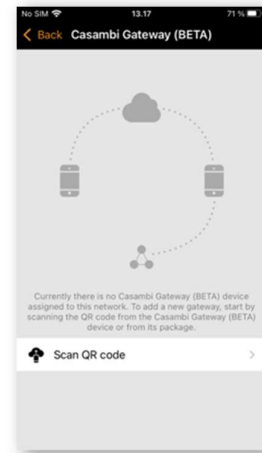 No SIM 13.17 71 %
Back Casambi Gateway (BETA)
Currently there is no Casambi Gateway (BETA) device
assigned to this network. To add a new gateway, start by
scanning the QR code from the Casambi Gateway (BETA)
device or from its package.
Scan QR code